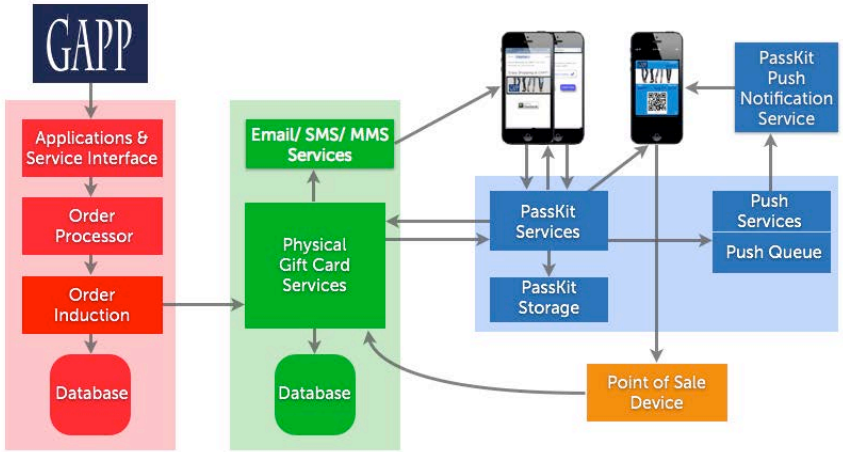 GAPP
Applications &
Service Interface
Order
Processor
Order
Induction
Database
Email/ SMS/ MMS
Services
Physical
Gift Card
Services
Database
PassKit
Services
PassKit
Storage
PassKit
Push
Notification
Service
Push
Services
Push Queue
Point of Sale
Device